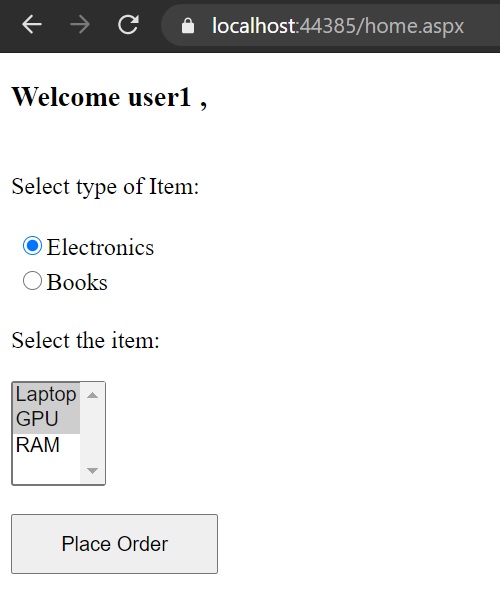 localhost:44385/home.aspx
Welcome user1 ,
Select type of Item:
Electronics
Books
Select the item:
Laptop
GPU
RAM
Place Order